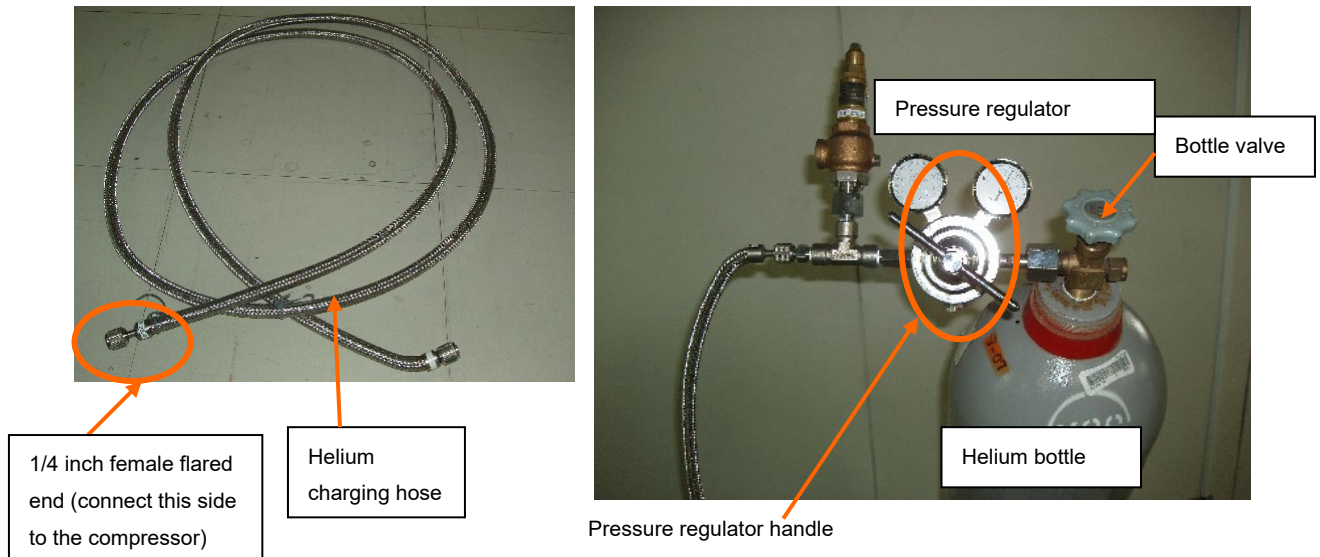 Pressure regulator
Bottle valve
1/4 inch female flared
end (connect this side
to the compressor)
Helium
charging hose
Helium bottle
Pressure regulator handle